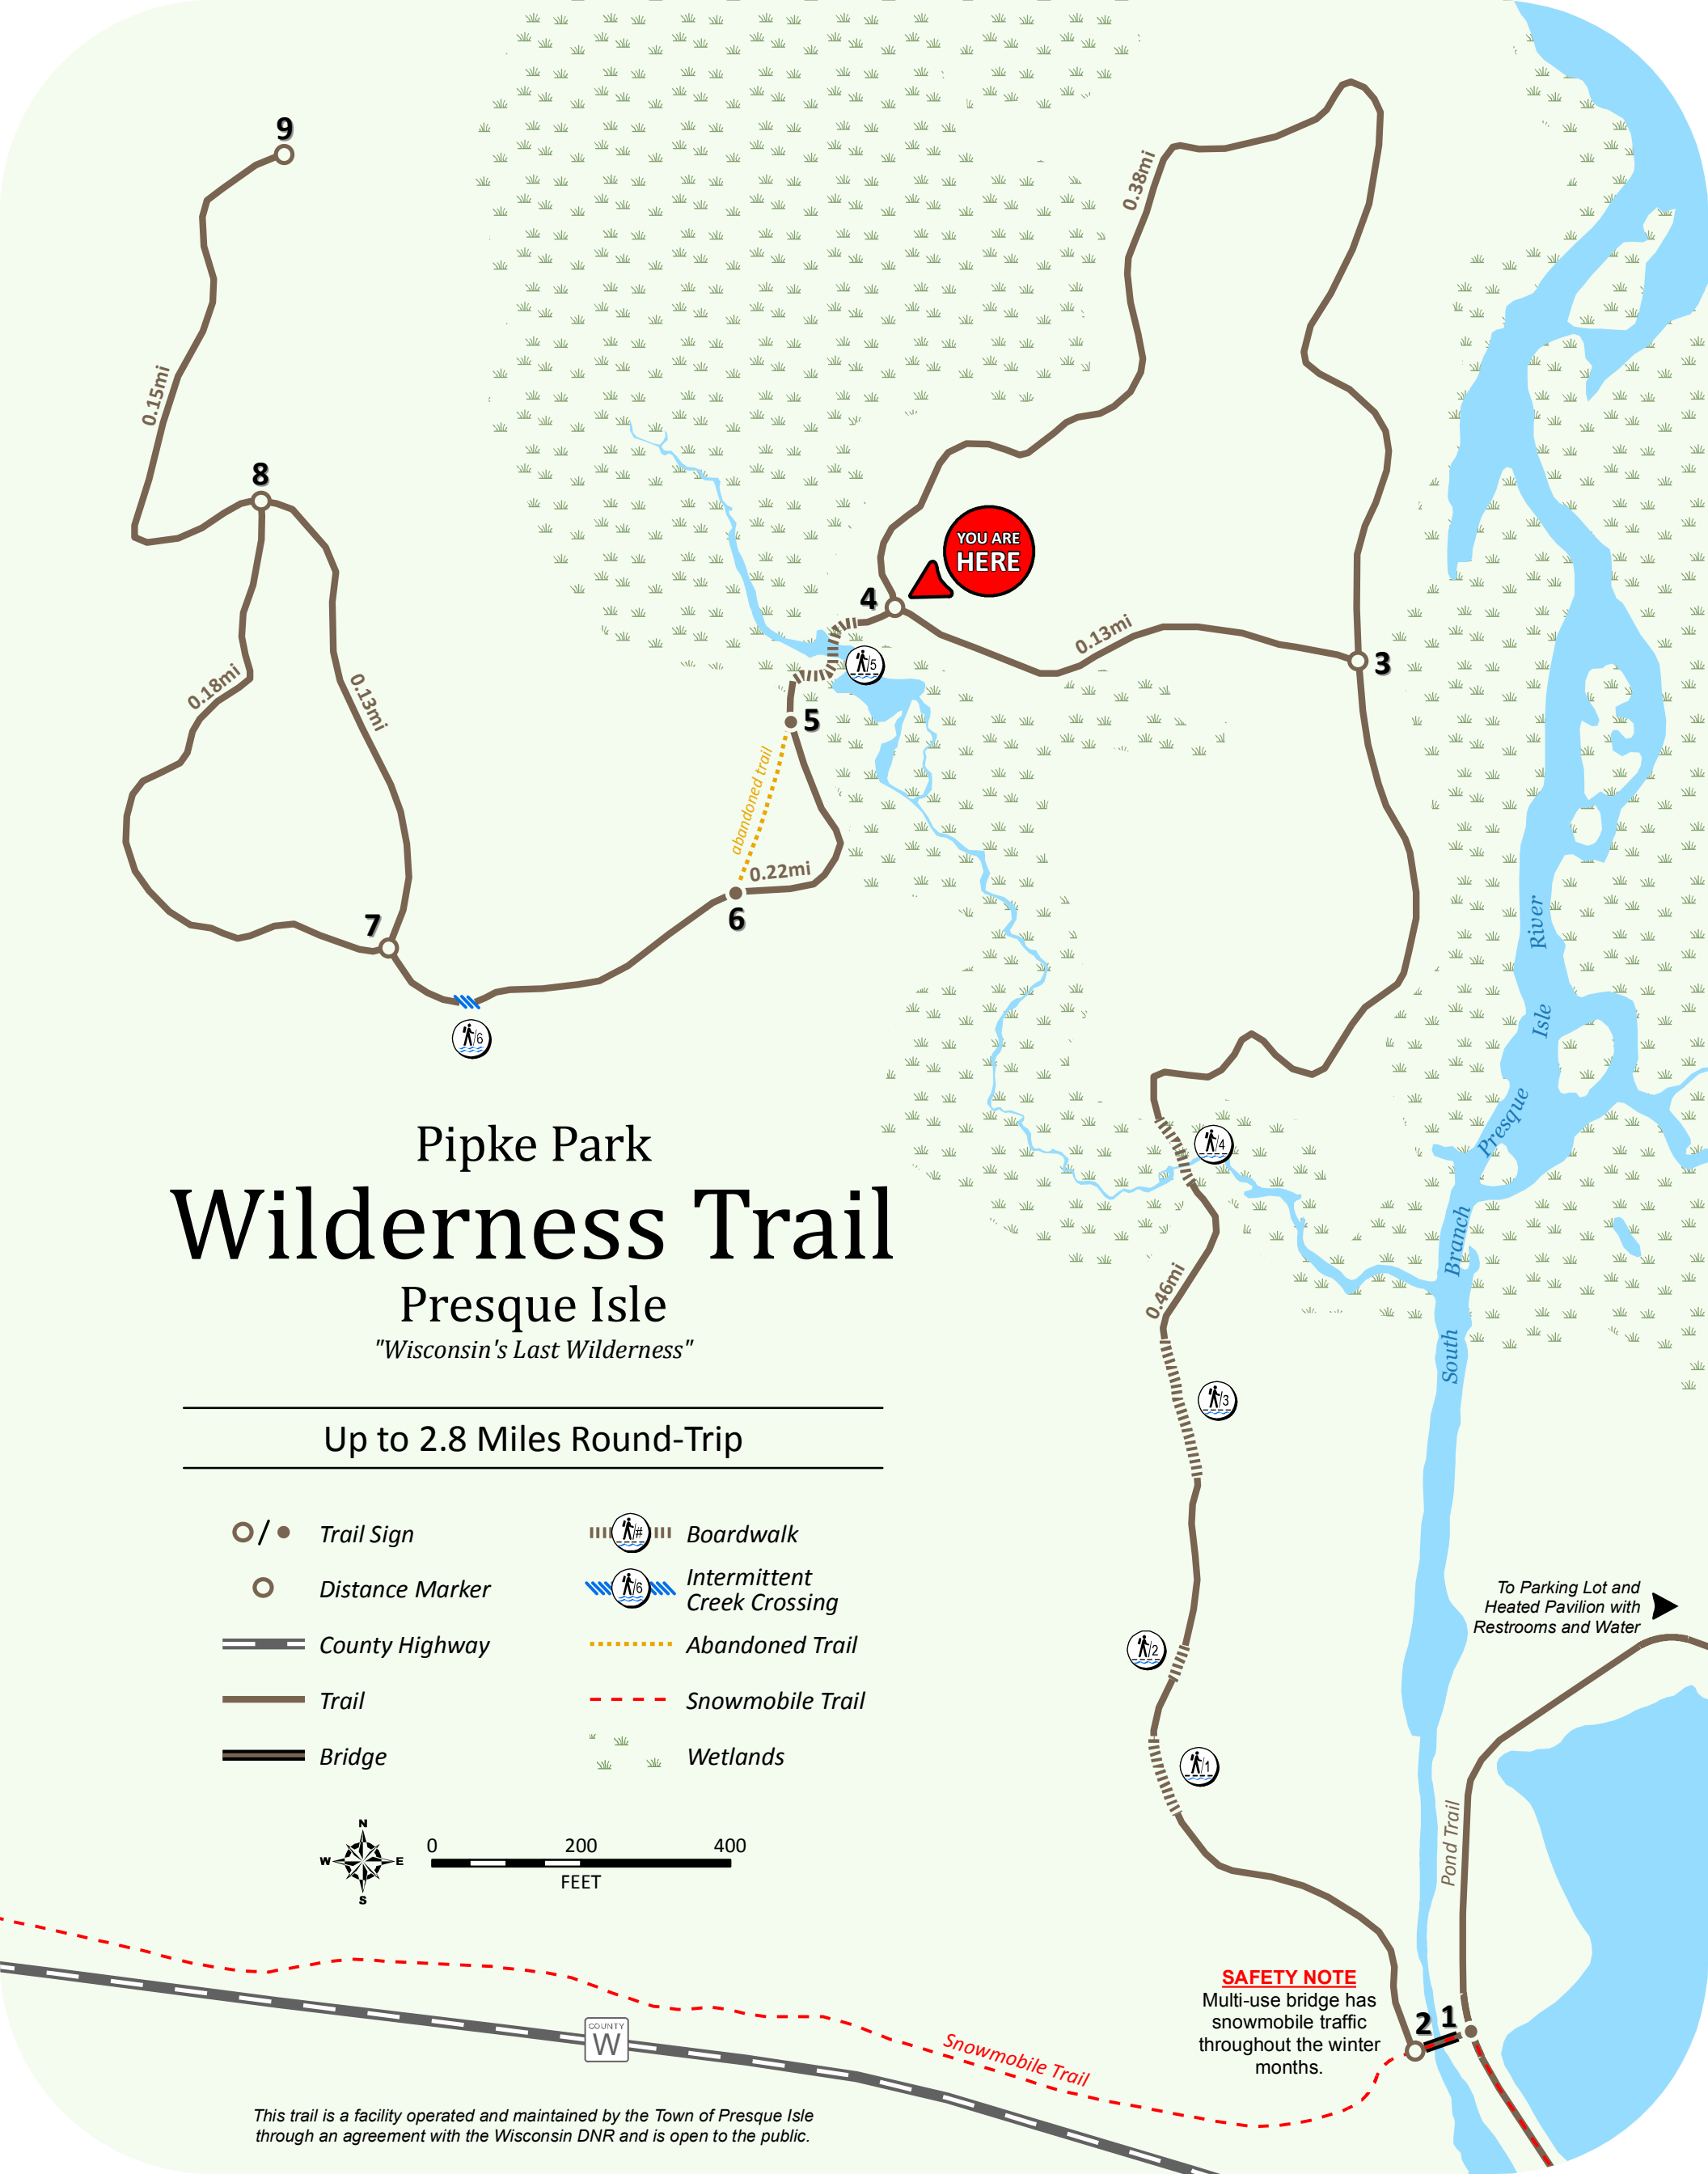 9
0.38mi
0.15mi
8
YOU ARE
HERE
4
0.13mi
3
/5
5
0.18mi
0.13mi
abandoned trail
0.22mi
6
7
/6
River
Isle
Presque
Branch
South
/4
0.46mi
/3
/2
/1
Pipke Park
Wilderness Trail
Presque Isle
"Wisconsin's Last Wilderness"
Up to 2.8 Miles Round-Trip
/
Trail Sign
Distance Marker
County Highway
Trail
Bridge
/#
Boardwalk
/6
Intermittent
Creek Crossing
Abandoned Trail
Snowmobile Trail
Wetlands
N
W
E
S
0
200
400
FEET
To Parking Lot and
Heated Pavilion with
Restrooms and Water
Pond Trail
SAFETY NOTE
Multi-use bridge has
snowmobile traffic
throughout the winter
months.
2
1
COUNTY
W
Snowmobile Trail
This trail is a facility operated and maintained by the Town of Presque Isle
through an agreement with the Wisconsin DNR and is open to the public.